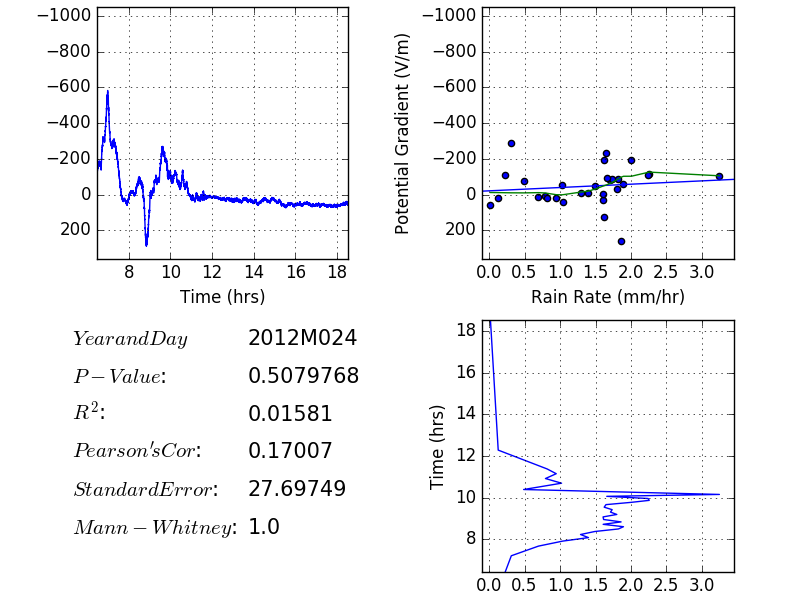 −1000
−800
−600
−400
−200
0
200
8 10 12 14 16 18
Time (hrs)
Potential Gradient (V/m)
−1000
−800
−600
−400
−200
0
200
0.0 0.5 1.0 1.5 2.0 2.5 3.0
Rain Rate (mm/hr)
YearandDay 2012M024
P−Value: 0.5079768
R²: 0.01581
Pearson'sCor: 0.17007
StandardError: 27.69749
Mann−Whitney: 1.0
Time (hrs)
18
16
14
12
10
8
0.0 0.5 1.0 1.5 2.0 2.5 3.0